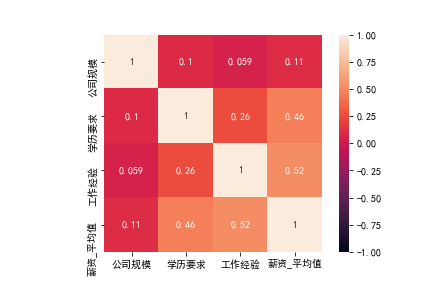 公司规模 1 0.1 0.059 0.11 1.00
0.75
学历要求 0.1 1 0.26 0.46 0.50
0.25
0.00
工作经验 0.059 0.26 1 0.52 −0.25
−0.50
薪资_平均值 0.11 0.46 0.52 1 −0.75
−1.00
公司规模 学历要求 工作经验 薪资_平均值